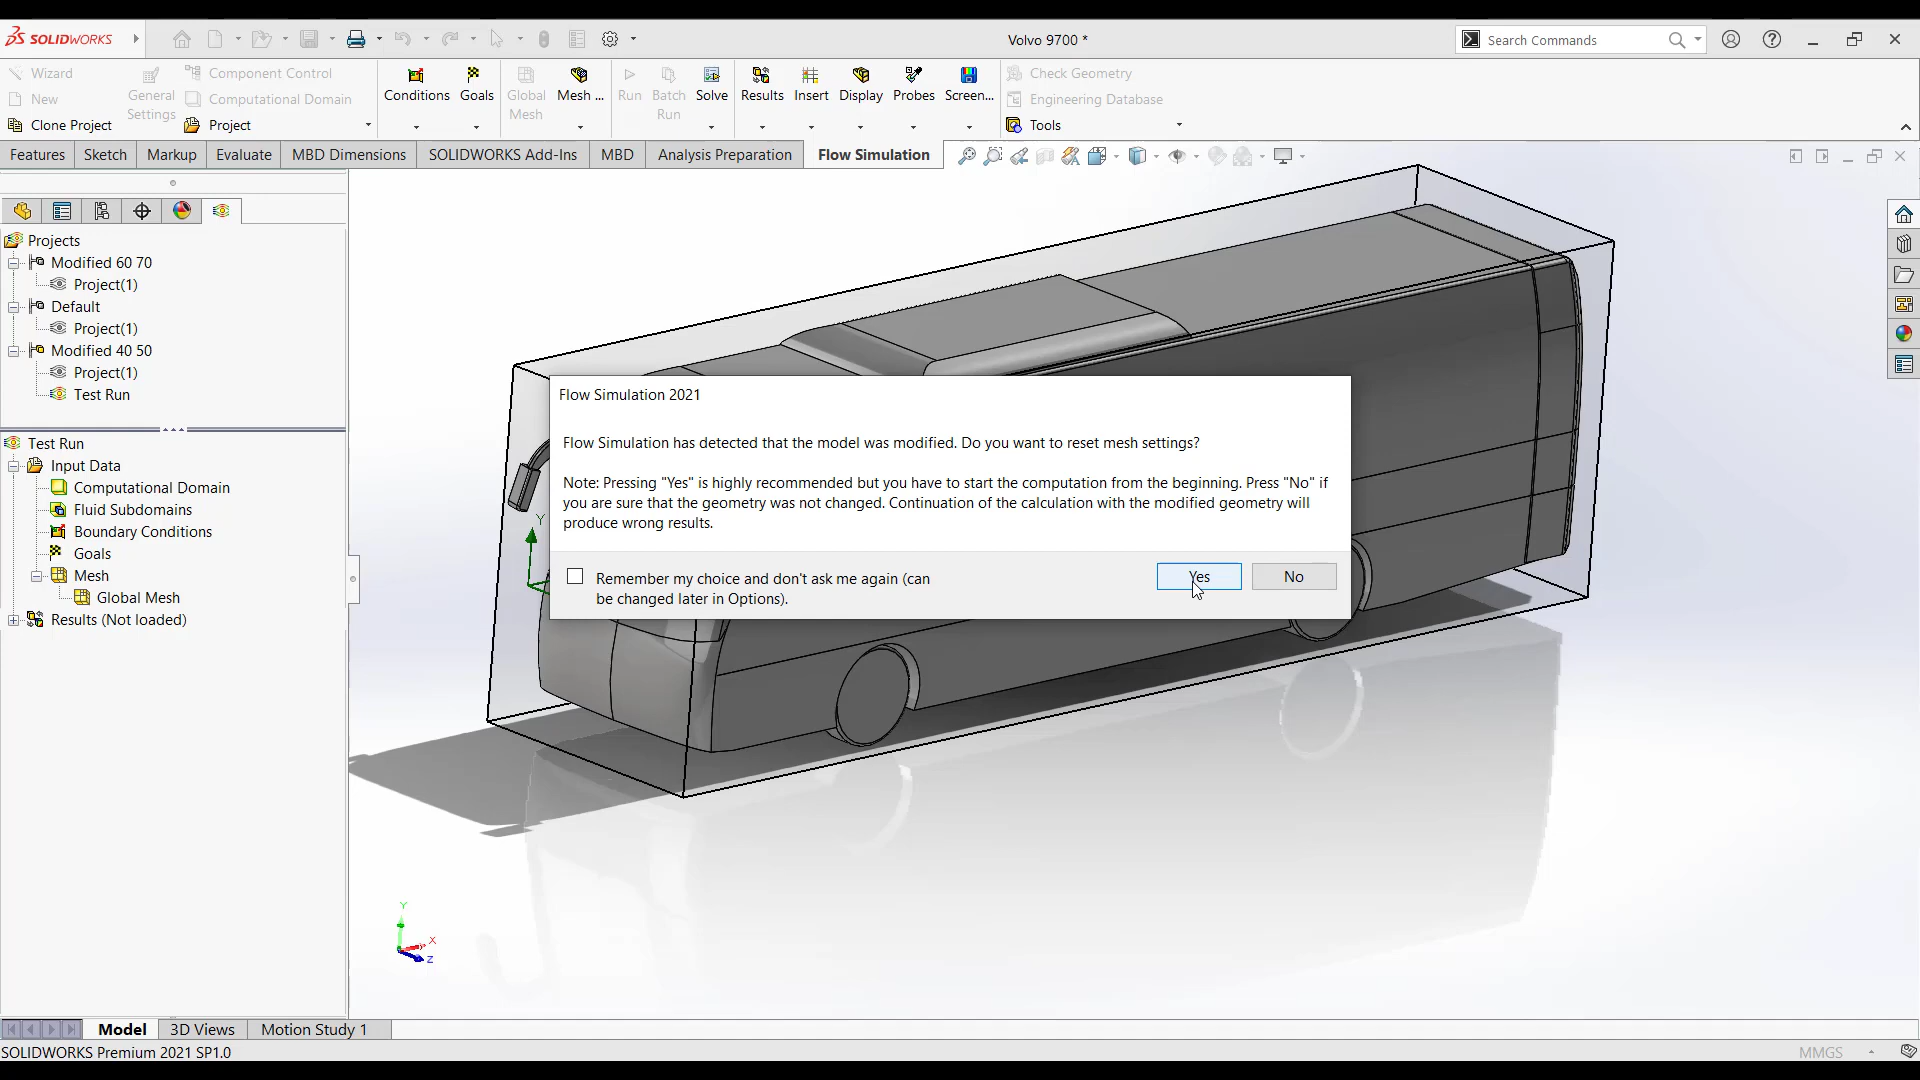 SOLIDWORKS
Volvo 9700 *
Search Commands
Wizard
New
Clone Project
General
Settings
Component Control
Computational Domain
Project
Conditions
Goals
Global
Mesh
Mesh ...
Run
Batch
Run
Solve
Results
Insert
Display
Probes
Screen...
Check Geometry
Engineering Database
Tools
Features
Sketch
Markup
Evaluate
MBD Dimensions
SOLIDWORKS Add-Ins
MBD
Analysis Preparation
Flow Simulation
Projects
Modified 60 70
Project(1)
Default
Project(1)
Modified 40 50
Project(1)
Test Run
Test Run
Input Data
Computational Domain
Fluid Subdomains
Boundary Conditions
Goals
Mesh
Global Mesh
Results (Not loaded)
Flow Simulation 2021
Flow Simulation has detected that the model was modified. Do you want to reset mesh settings?
Note: Pressing "Yes" is highly recommended but you have to start the computation from the beginning. Press "No" if
you are sure that the geometry was not changed. Continuation of the calculation with the modified geometry will
produce wrong results.
Remember my choice and don't ask me again (can
be changed later in Options).
Yes
No
Y
Y
X
Z
Model
3D Views
Motion Study 1
SOLIDWORKS Premium 2021 SP1.0
MMGS